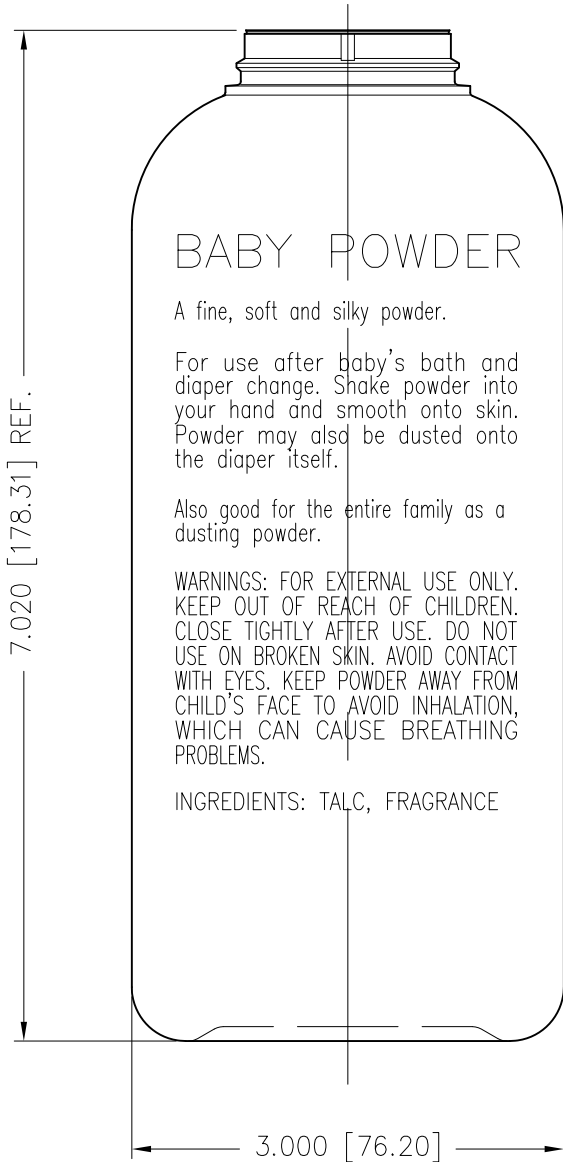 BABY POWDER
A fine, soft and silky powder.
For use after baby's bath and
diaper change. Shake powder into
your hand and smooth onto skin.
Powder may also be dusted onto
the diaper itself.
Also good for the entire family as a
dusting powder.
WARNINGS: FOR EXTERNAL USE ONLY.
KEEP OUT OF REACH OF CHILDREN.
CLOSE TIGHTLY AFTER USE. DO NOT
USE ON BROKEN SKIN. AVOID CONTACT
WITH EYES. KEEP POWDER AWAY FROM
CHILD'S FACE TO AVOID INHALATION,
WHICH CAN CAUSE BREATHING
PROBLEMS.
INGREDIENTS: TALC, FRAGRANCE
7.020 [178.31] REF.
3.000 [76.20]